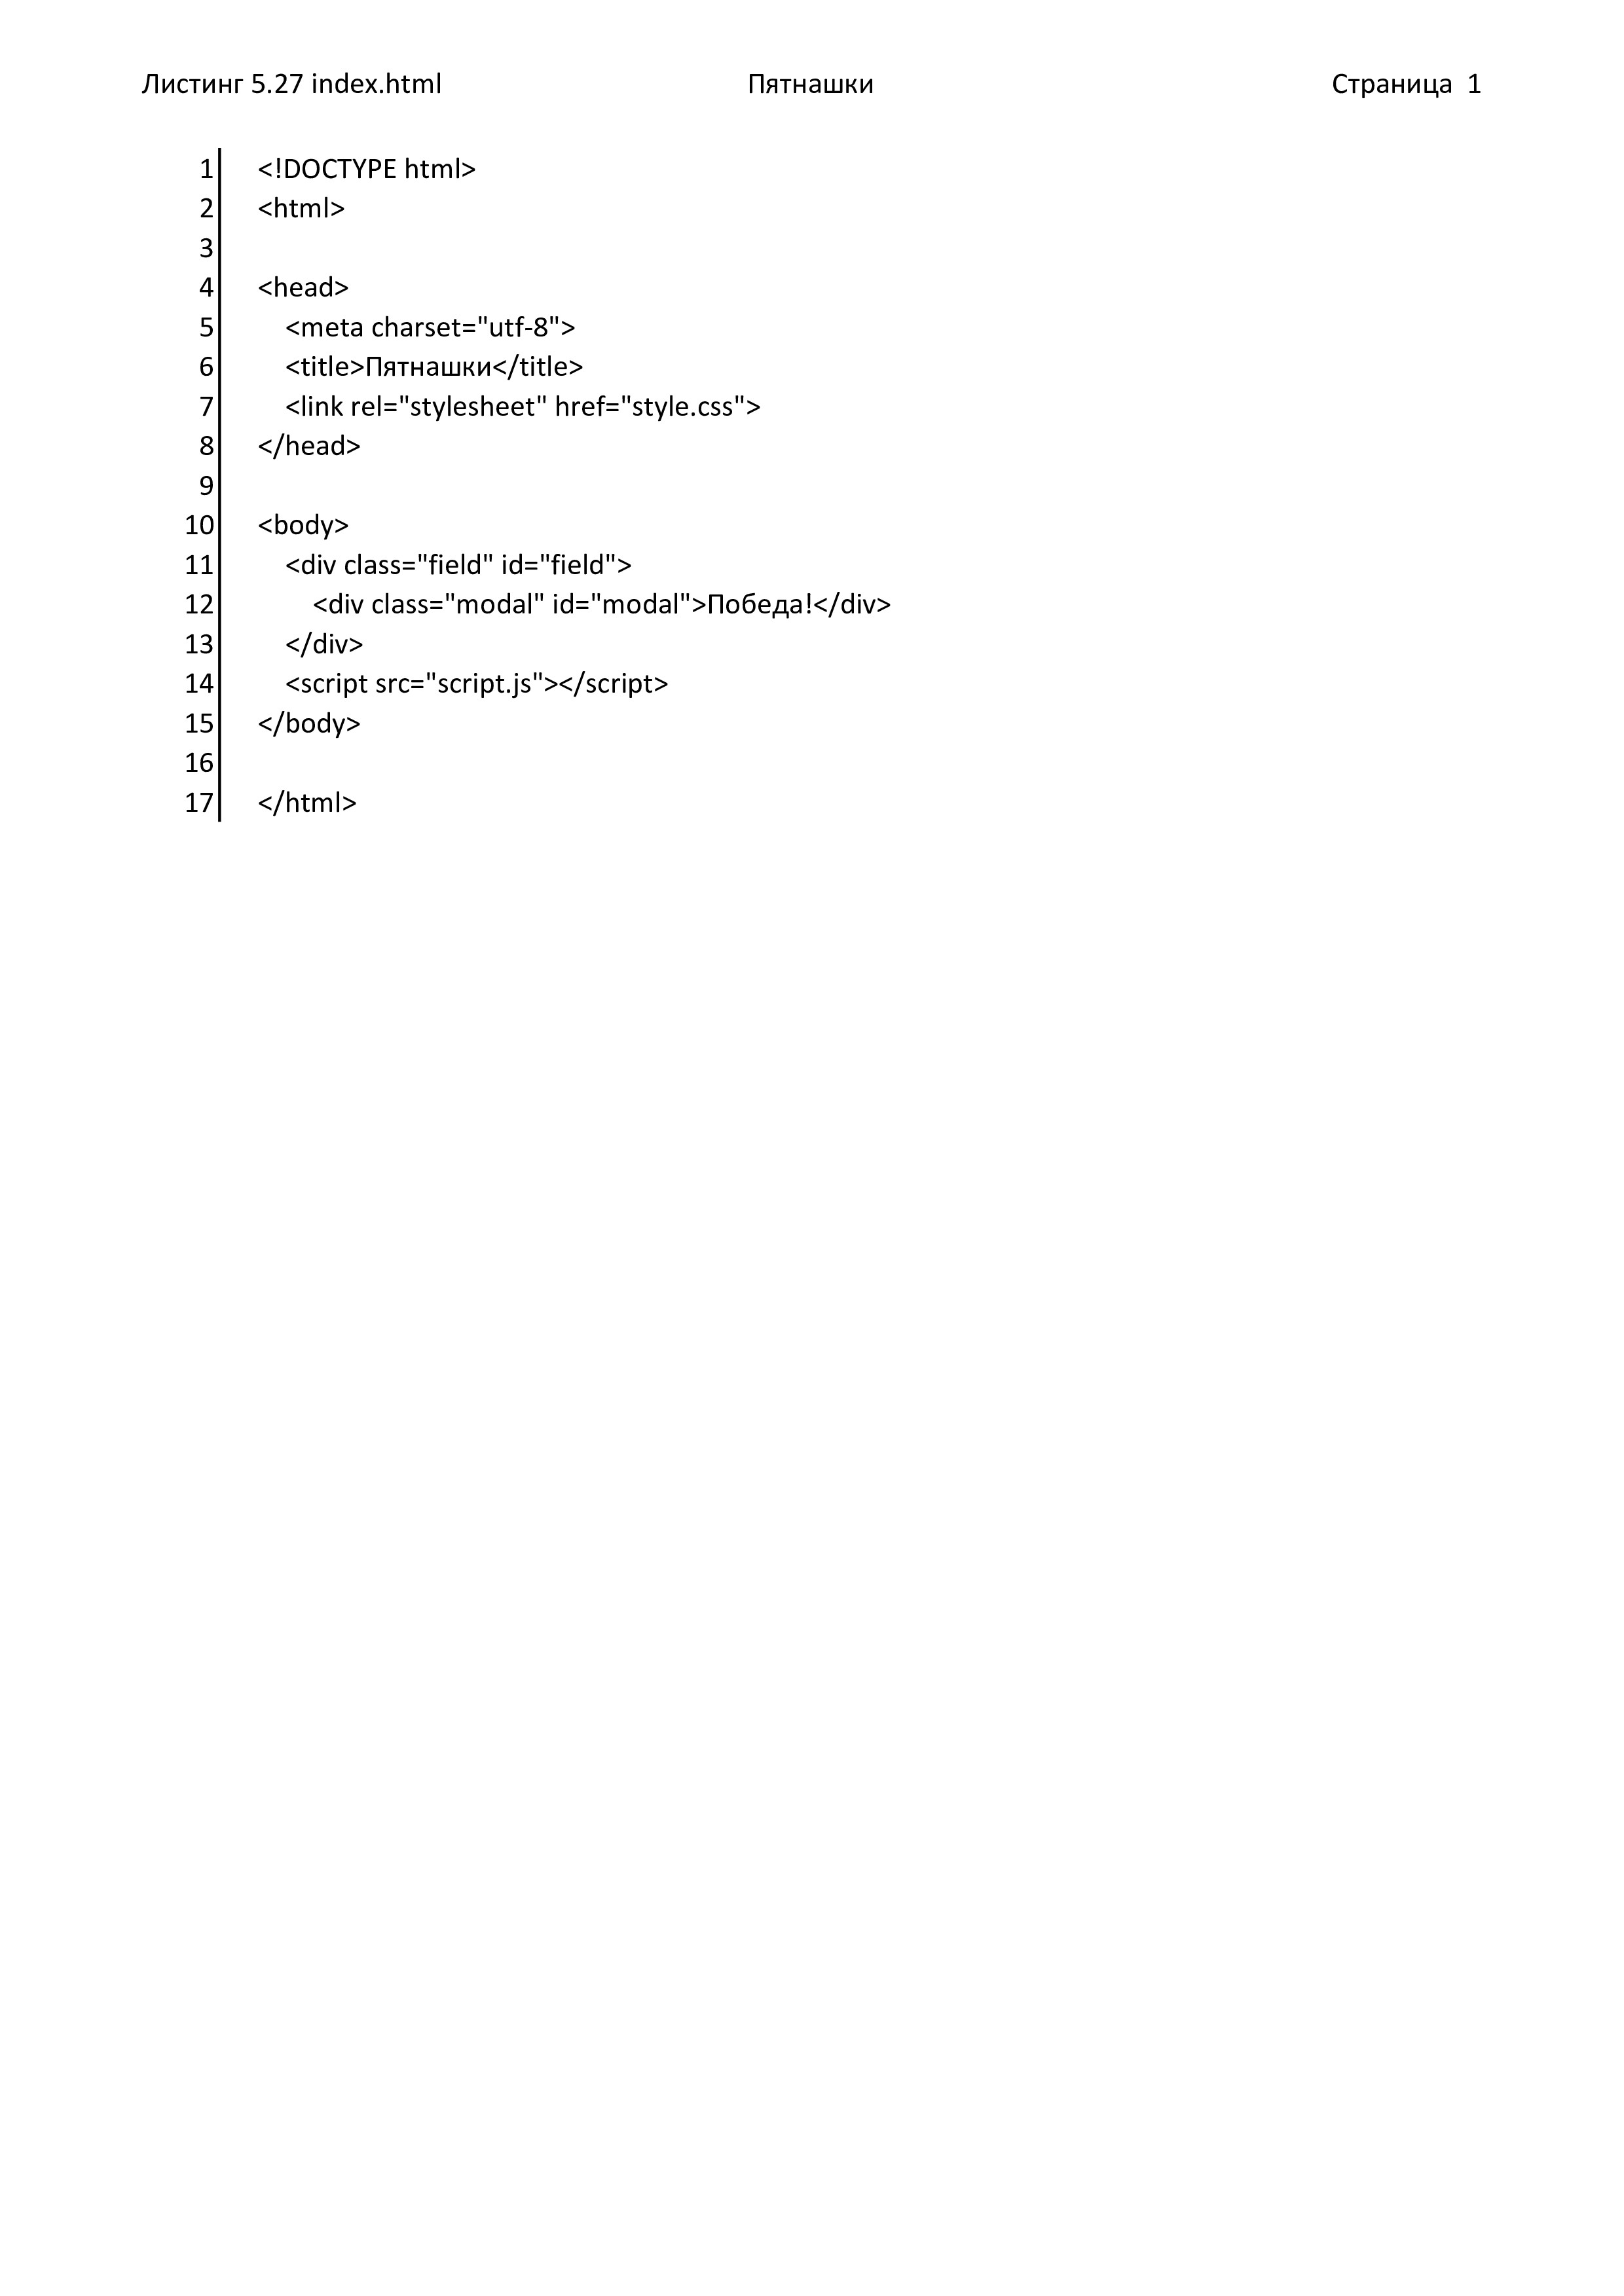 Листинг 5.27 index.html Пятнашки Страница 1
1 <!DOCTYPE html>
2 <html>
3
4 <head>
5 <meta charset="utf-8">
6 <title>Пятнашки</title>
7 <link rel="stylesheet" href="style.css">
8 </head>
9
10 <body>
11 <div class="field" id="field">
12 <div class="modal" id="modal">Победа!</div>
13 </div>
14 <script src="script.js"></script>
15 </body>
16
17 </html>